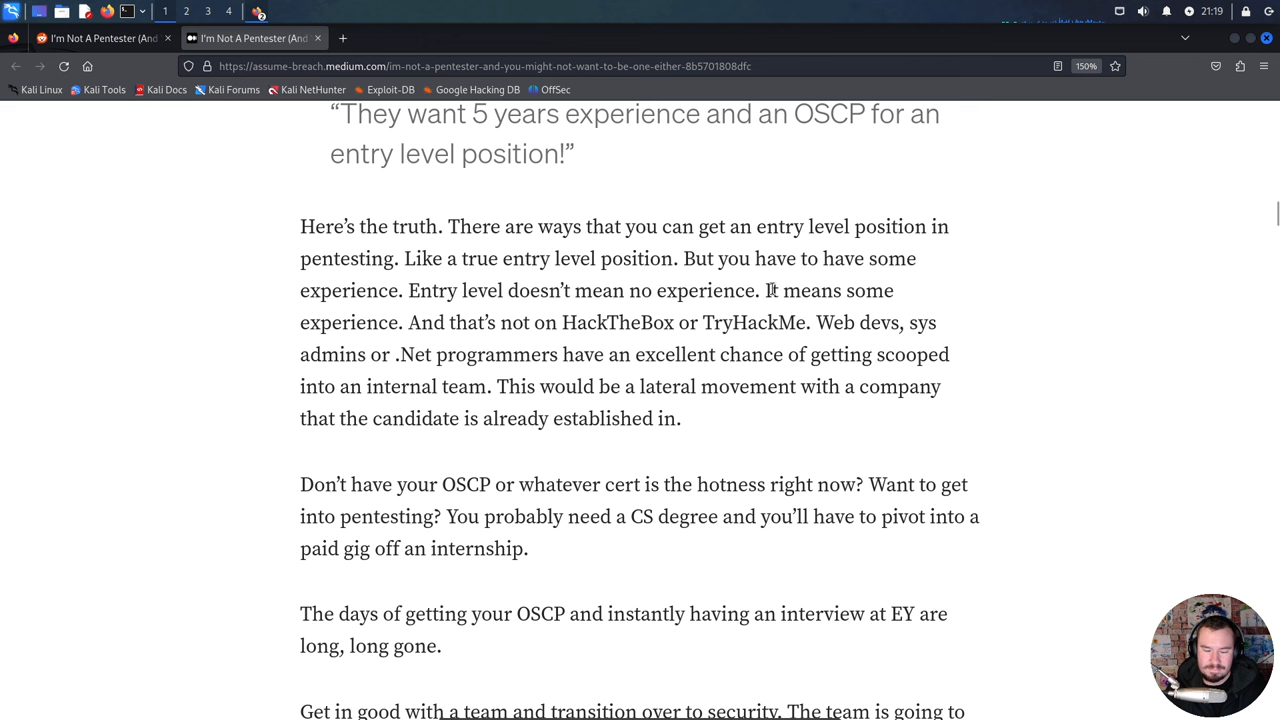 1
2
3
4
2
21:19
I'm Not A Pentester (And
I'm Not A Pentester (And
https://assume-breach.medium.com/im-not-a-pentester-and-you-might-not-want-to-be-one-either-8b5701808dfc
150%
Kali Linux
Kali Tools
Kali Docs
Kali Forums
Kali NetHunter
Exploit-DB
Google Hacking DB
OffSec
“They want 5 years experience and an OSCP for an
entry level position!”
Here’s the truth. There are ways that you can get an entry level position in
pentesting. Like a true entry level position. But you have to have some
experience. Entry level doesn’t mean no experience. It means some
experience. And that’s not on HackTheBox or TryHackMe. Web devs, sys
admins or .Net programmers have an excellent chance of getting scooped
into an internal team. This would be a lateral movement with a company
that the candidate is already established in.
Don’t have your OSCP or whatever cert is the hotness right now? Want to get
into pentesting? You probably need a CS degree and you’ll have to pivot into a
paid gig off an internship.
The days of getting your OSCP and instantly having an interview at EY are
long, long gone.
Get in good with a team and transition over to security. The team is going to